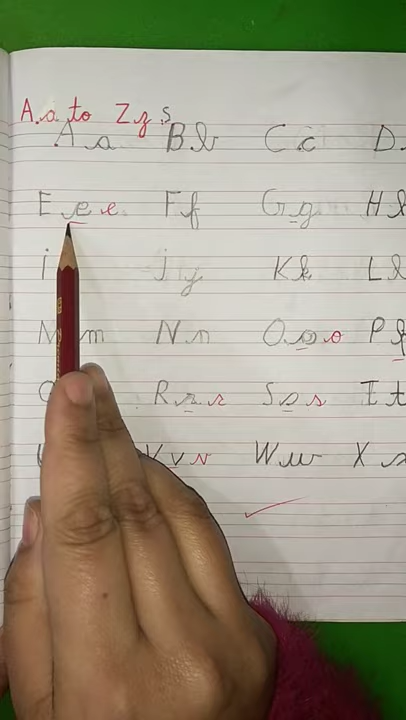 A.a to Z z s
A a B b C c D
E e e F f G g H h
i j y K k L l
M m N n O o o P p
R r r S s s I t
V v v W w X x